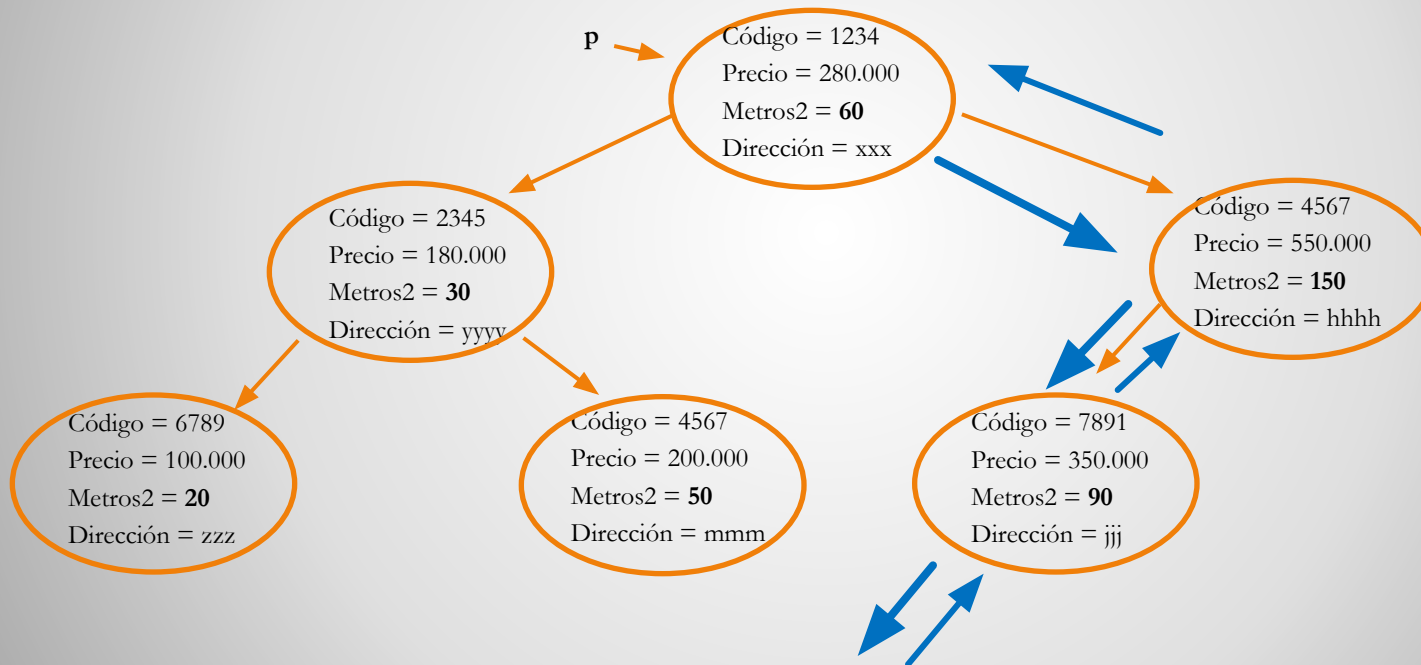 p
Código = 1234
Precio = 280.000
Metros2 = 60
Dirección = xxx
Código = 2345
Precio = 180.000
Metros2 = 30
Dirección = yyyy
Código = 4567
Precio = 550.000
Metros2 = 150
Dirección = hhhh
Código = 6789
Precio = 100.000
Metros2 = 20
Dirección = zzz
Código = 4567
Precio = 200.000
Metros2 = 50
Dirección = mmm
Código = 7891
Precio = 350.000
Metros2 = 90
Dirección = jjj